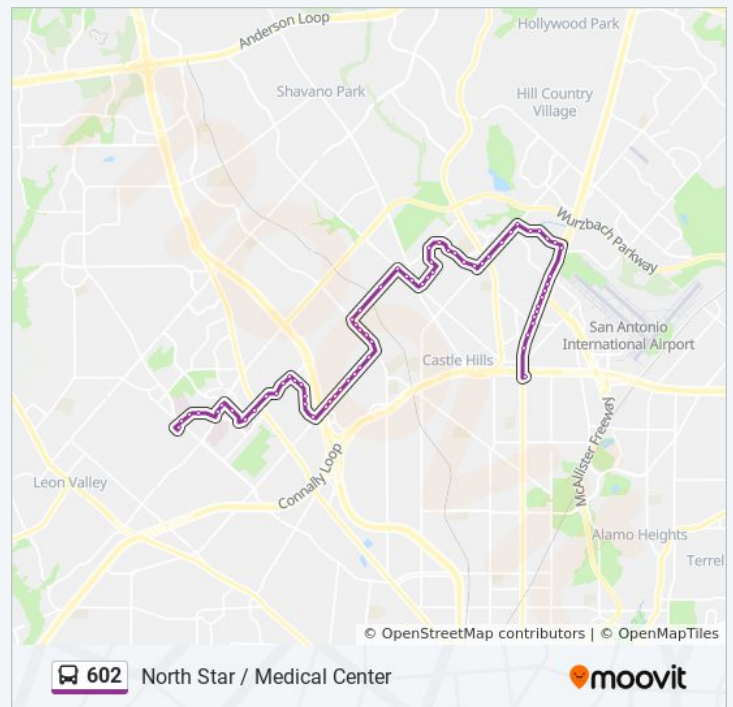 Hollywood Park
Anderson Loop
Shavano Park
Hill Country
Village
Wurzbach Parkway
San Antonio
International Airport
Castle Hills
McAllister Freeway
Connally Loop
Leon Valley
Alamo Heights
Terrel
© OpenStreetMap contributors | © OpenMapTiles
602 North Star / Medical Center
moovit